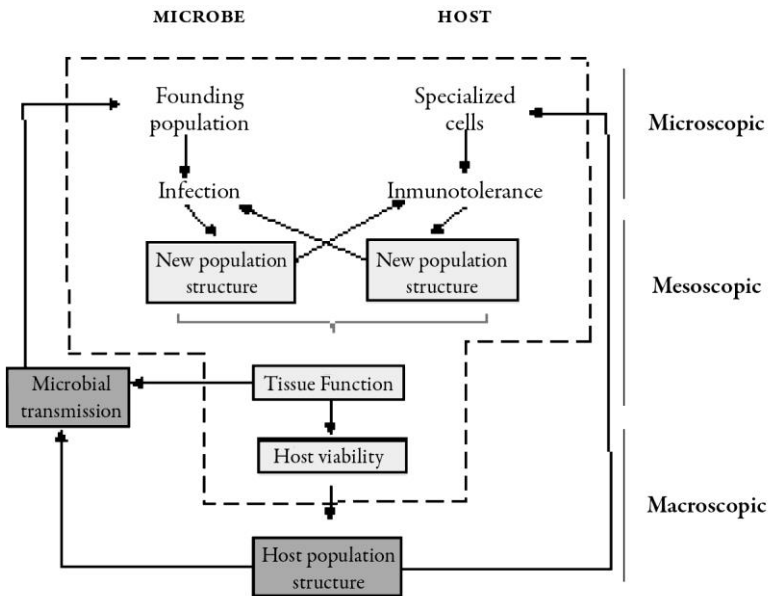 MICROBE HOST
Founding
population
Specialized
cells
Microscopic
Infection
Inmunotolerance
New population
structure
New population
structure
Mesoscopic
Microbial
transmission
Tissue Function
Host viability
Macroscopic
Host population
structure